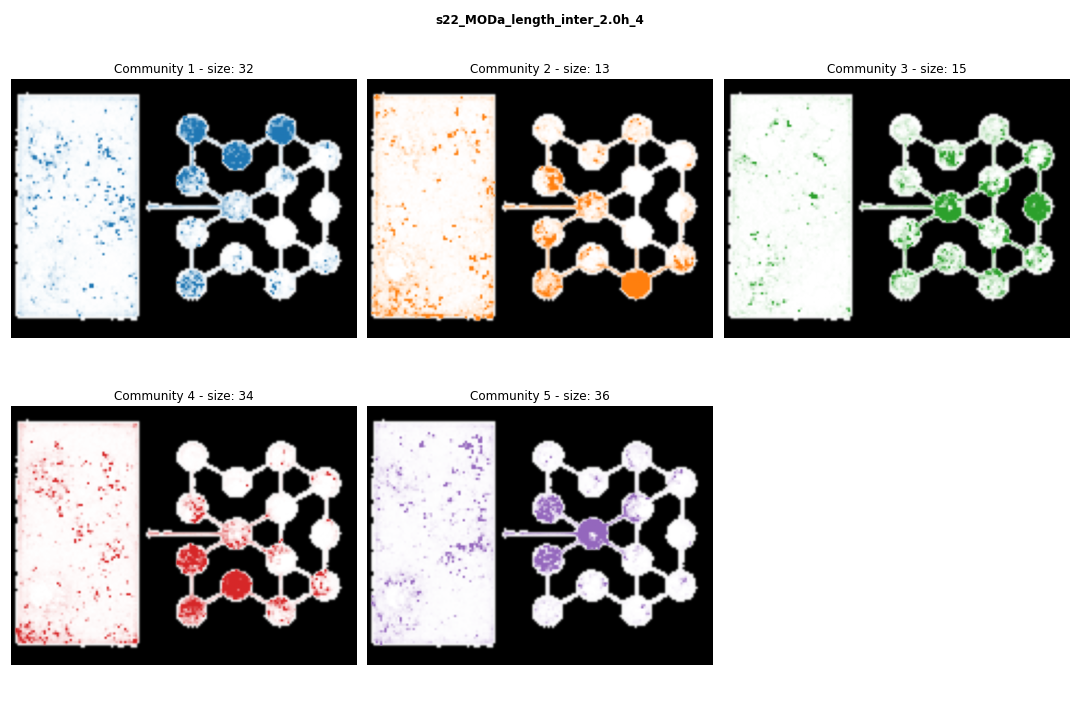 s22_MODa_length_inter_2.0h_4
Community 1 - size: 32
Community 2 - size: 13
Community 3 - size: 15
Community 4 - size: 34
Community 5 - size: 36